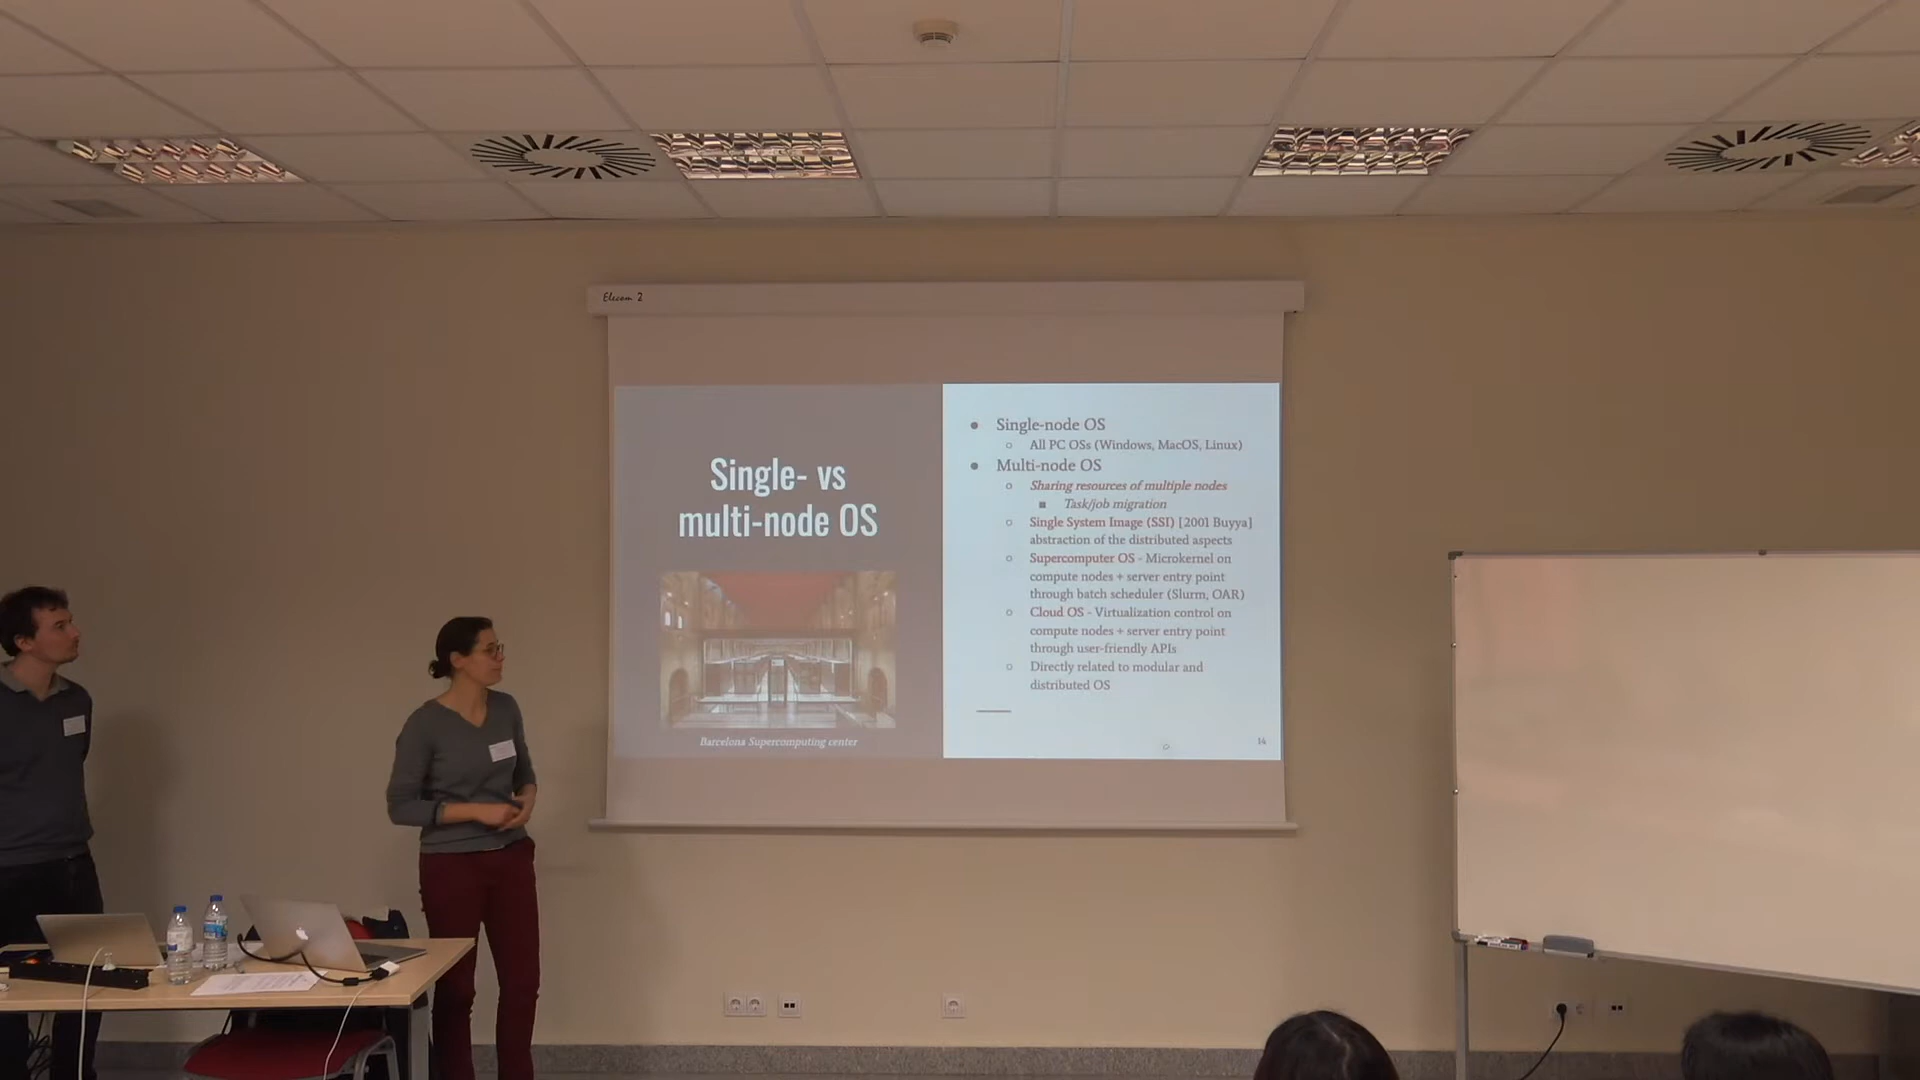 Elecom 2
Single- vs
multi-node OS
Barcelona Supercomputing center
Single-node OS
All PC OSs (Windows, MacOS, Linux)
Multi-node OS
Sharing resources of multiple nodes
Task/job migration
Single System Image (SSI) [2001 Buyya]
abstraction of the distributed aspects
Supercomputer OS - Microkernel on
compute nodes + server entry point
through batch scheduler (Slurm, OAR)
Cloud OS - Virtualization control on
compute nodes + server entry point
through user-friendly APIs
Directly related to modular and
distributed OS
14